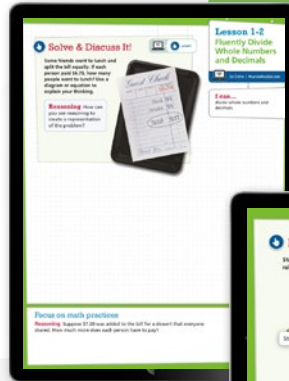 Solve & Discuss It!
Some friends went to lunch and
split the bill equally. If each
person paid $6.75, how many
people went to lunch? Use a
diagram or equation to
explain your thinking.
Reasoning How can
you use reasoning to
create a representation
of the problem?
Guest Check
Lesson 1-2
Fluently Divide
Whole Numbers
and Decimals
I can...
divide whole numbers and
decimals.
Focus on math practices
Reasoning Suppose $7.00 was added to the bill for a dessert that everyone
shared. How much more does each person have to pay?